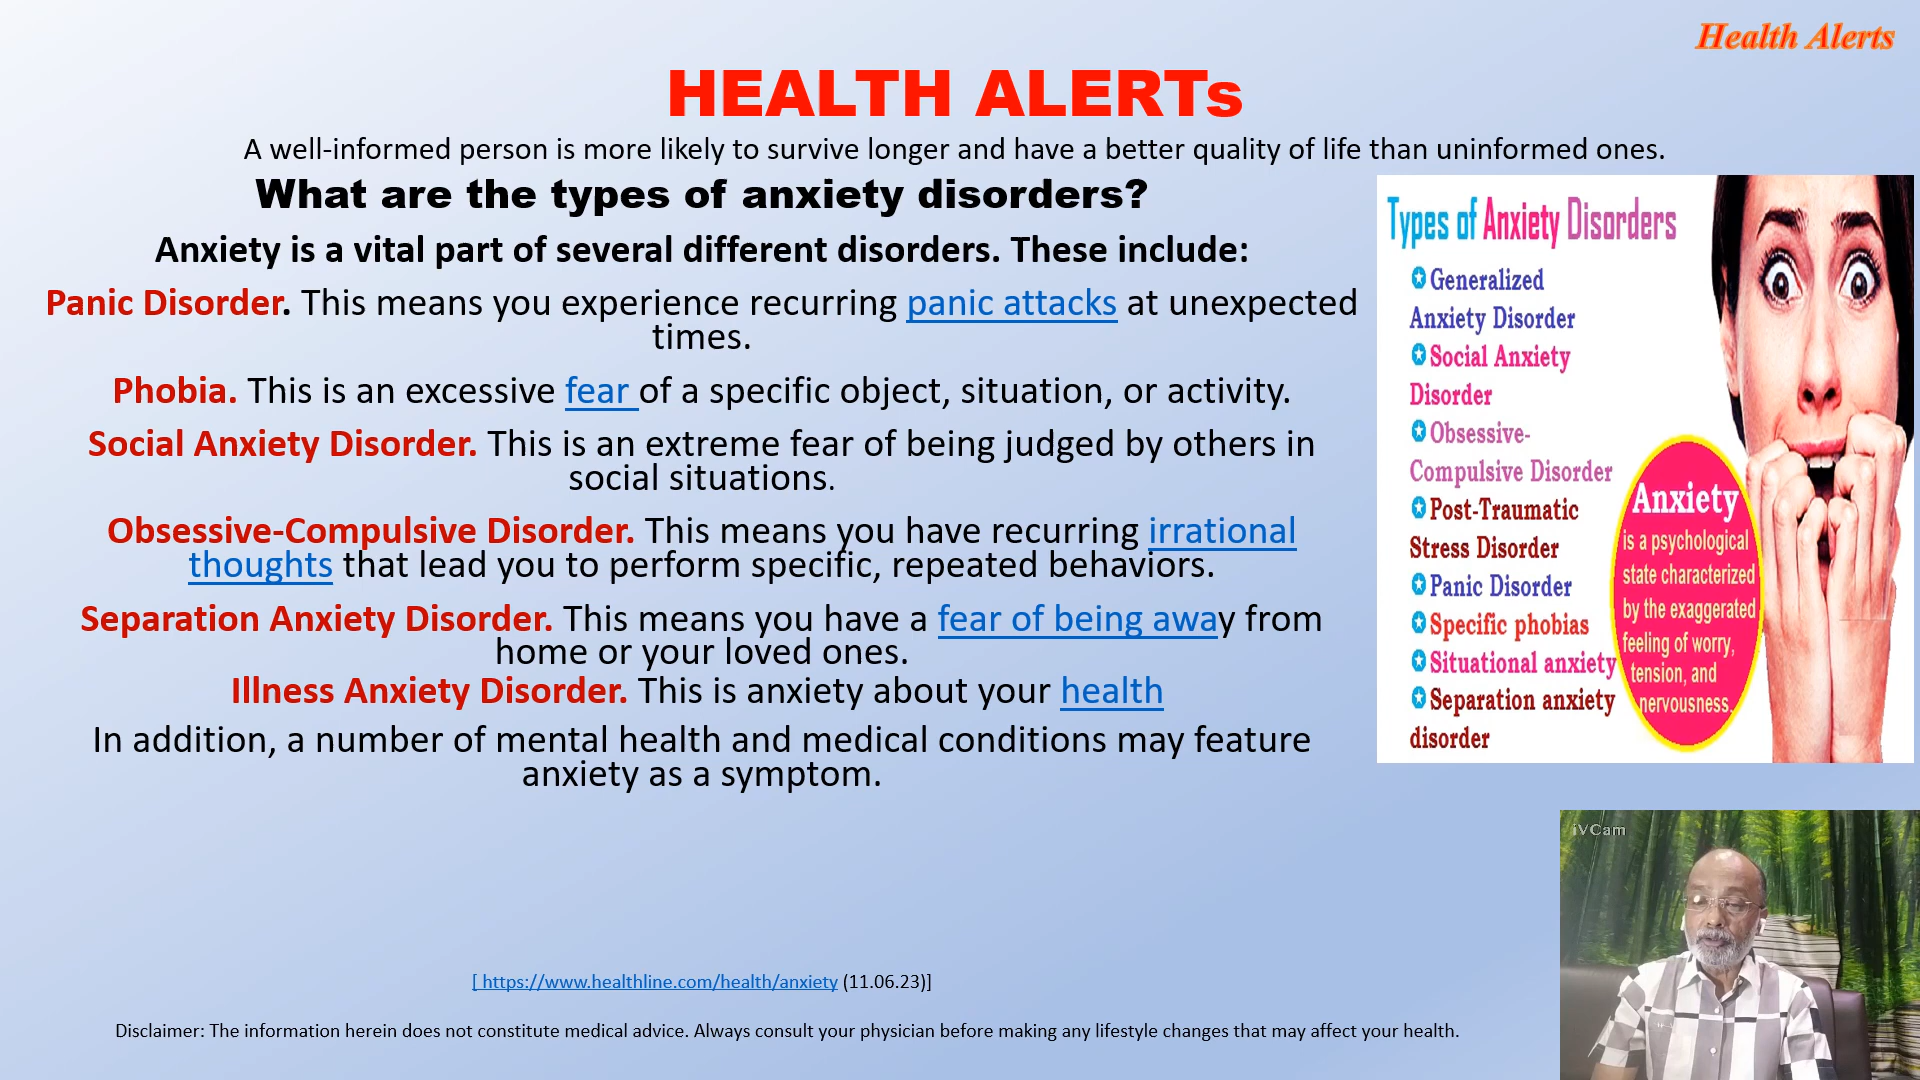 Health Alerts
HEALTH ALERTs
A well-informed person is more likely to survive longer and have a better quality of life than uninformed ones.
What are the types of anxiety disorders?
Anxiety is a vital part of several different disorders. These include:
Panic Disorder. This means you experience recurring panic attacks at unexpected
times.
Phobia. This is an excessive fear of a specific object, situation, or activity.
Social Anxiety Disorder. This is an extreme fear of being judged by others in
social situations.
Obsessive-Compulsive Disorder. This means you have recurring irrational
thoughts that lead you to perform specific, repeated behaviors.
Separation Anxiety Disorder. This means you have a fear of being away from
home or your loved ones.
Illness Anxiety Disorder. This is anxiety about your health
In addition, a number of mental health and medical conditions may feature
anxiety as a symptom.
[ https://www.healthline.com/health/anxiety (11.06.23)]
Disclaimer: The information herein does not constitute medical advice. Always consult your physician before making any lifestyle changes that may affect your health.
Types of Anxiety Disorders
Generalized
Anxiety Disorder
Social Anxiety
Disorder
Obsessive-
Compulsive Disorder
Post-Traumatic
Stress Disorder
Panic Disorder
Specific phobias
Situational anxiety
Separation anxiety
disorder
Anxiety
is a psychological
state characterized
by the exaggerated
feeling of worry,
tension, and
nervousness.
iVCam